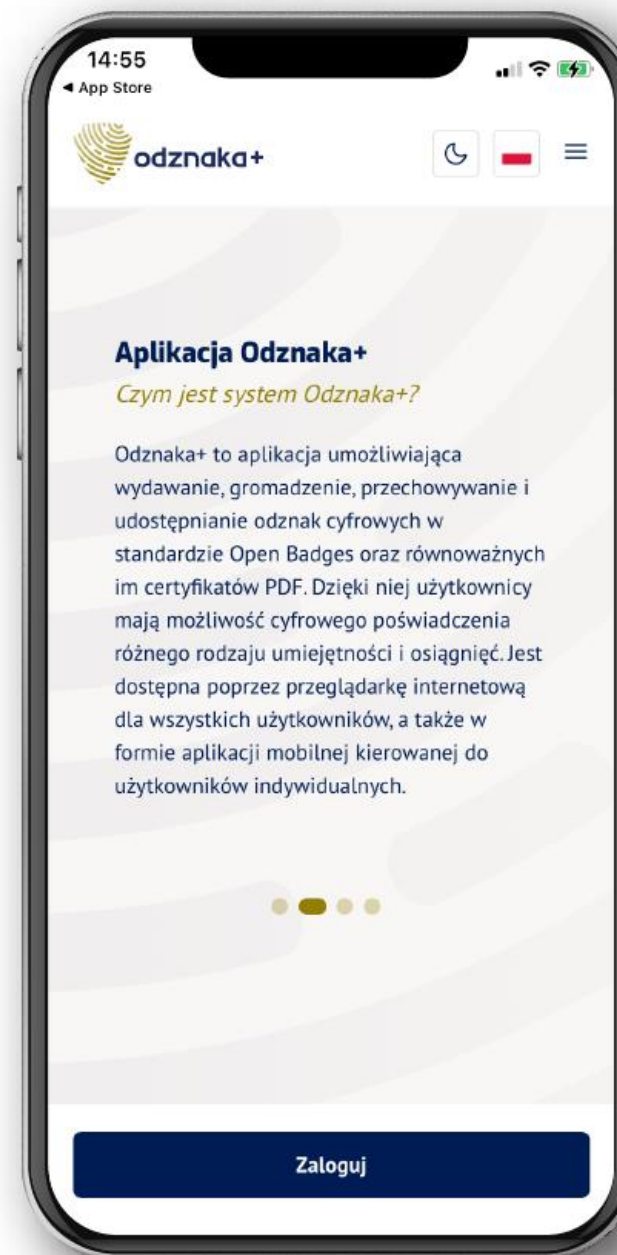 14:55
◄ App Store
odznaka+
Aplikacja Odznaka+
Czym jest system Odznaka+?
Odznaka+ to aplikacja umożliwiająca
wydawanie, gromadzenie, przechowywanie i
udostępnianie odznak cyfrowych w
standardzie Open Badges oraz równoważnych
im certyfikatów PDF. Dzięki niej użytkownicy
mają możliwość cyfrowego poświadczenia
różnego rodzaju umiejętności i osiągnięć. Jest
dostępna poprzez przeglądarkę internetową
dla wszystkich użytkowników, a także w
formie aplikacji mobilnej kierowanej do
użytkowników indywidualnych.
Zaloguj